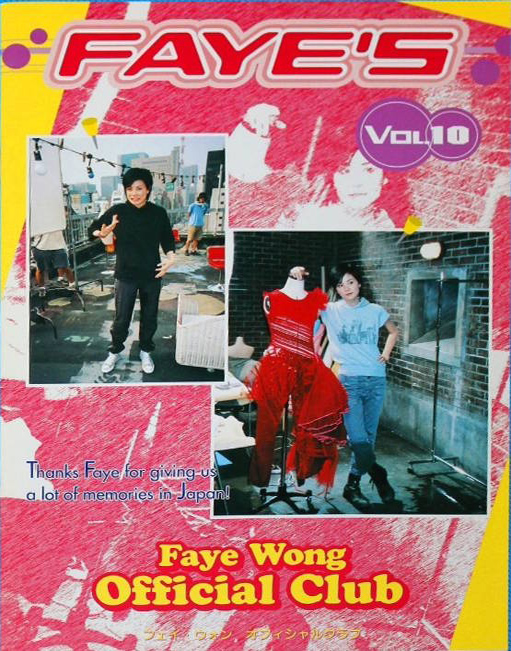 FAYE'S
VOL.10
Thanks Faye for giving us
a lot of memories in Japan!
Faye Wong
Official Club
フェイ・ウォン オフィシャルクラブ